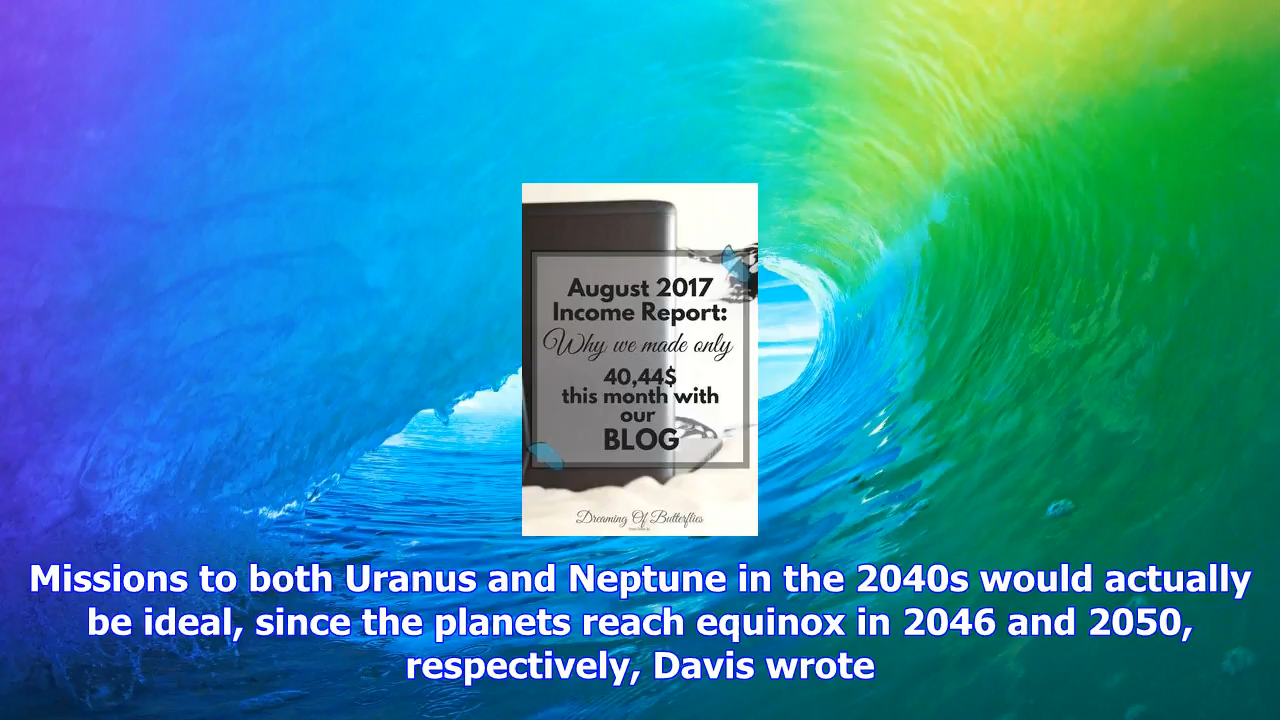 August 2017
Income Report:
Why we made only
40,44$
this month with
our
BLOG
Dreaming Of Butterflies
Missions to both Uranus and Neptune in the 2040s would actually
be ideal, since the planets reach equinox in 2046 and 2050,
respectively, Davis wrote